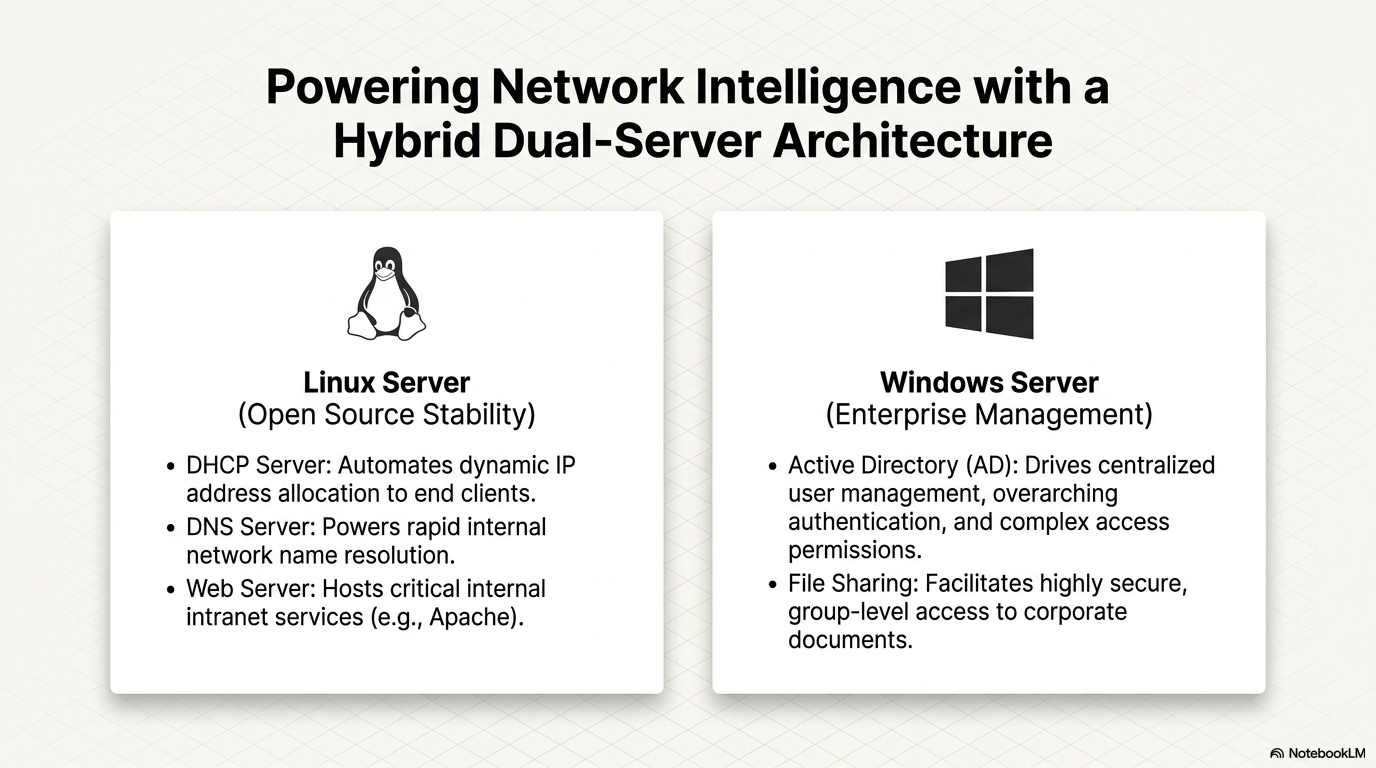 Powering Network Intelligence with a
Hybrid Dual-Server Architecture
Linux Server
(Open Source Stability)
• DHCP Server: Automates dynamic IP
address allocation to end clients.
• DNS Server: Powers rapid internal
network name resolution.
• Web Server: Hosts critical internal
intranet services (e.g., Apache).
Windows Server
(Enterprise Management)
• Active Directory (AD): Drives centralized
user management, overarching
authentication, and complex access
permissions.
• File Sharing: Facilitates highly secure,
group-level access to corporate
documents.
NotebookLM